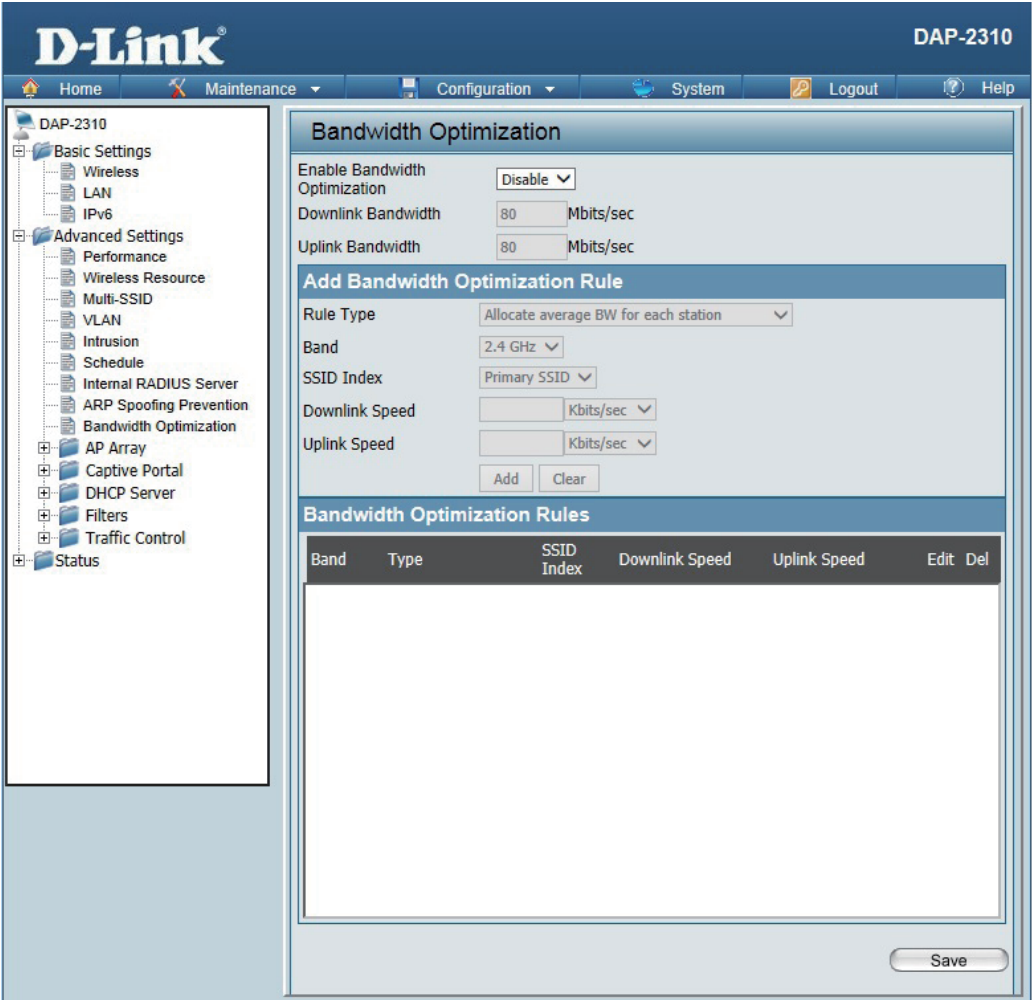 D-Link®
DAP-2310
Home Maintenance Configuration System Logout Help
DAP-2310
Basic Settings
Wireless
LAN
IPv6
Advanced Settings
Performance
Wireless Resource
Multi-SSID
VLAN
Intrusion
Schedule
Internal RADIUS Server
ARP Spoofing Prevention
Bandwidth Optimization
AP Array
Captive Portal
DHCP Server
Filters
Traffic Control
Status
Bandwidth Optimization
Enable Bandwidth
Optimization
Disable
Downlink Bandwidth 80 Mbits/sec
Uplink Bandwidth 80 Mbits/sec
Add Bandwidth Optimization Rule
Rule Type Allocate average BW for each station
Band 2.4 GHz
SSID Index Primary SSID
Downlink Speed Kbits/sec
Uplink Speed Kbits/sec
Add Clear
Bandwidth Optimization Rules
Band Type SSID Index Downlink Speed Uplink Speed Edit Del
Save